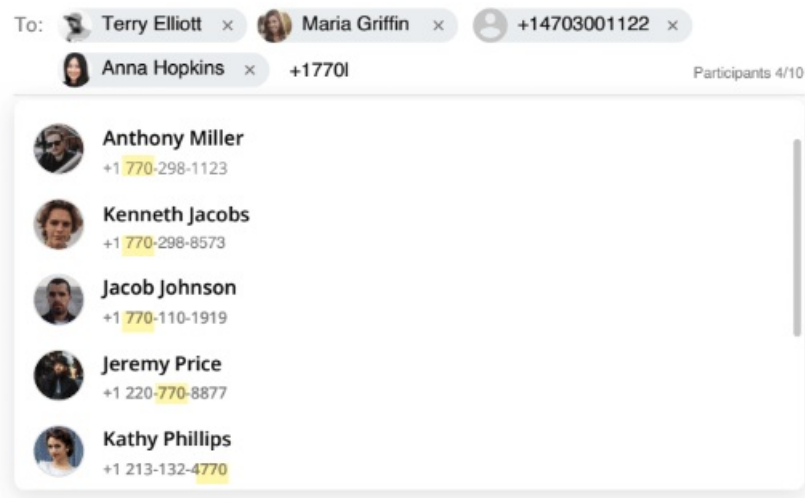 To: Terry Elliott × Maria Griffin × +14703001122 ×
Anna Hopkins × +1770 Participants 4/10
Anthony Miller
+1 770-298-1123
Kenneth Jacobs
+1 770-298-8573
Jacob Johnson
+1 770-110-1919
Jeremy Price
+1 220-770-8877
Kathy Phillips
+1 213-132-4770